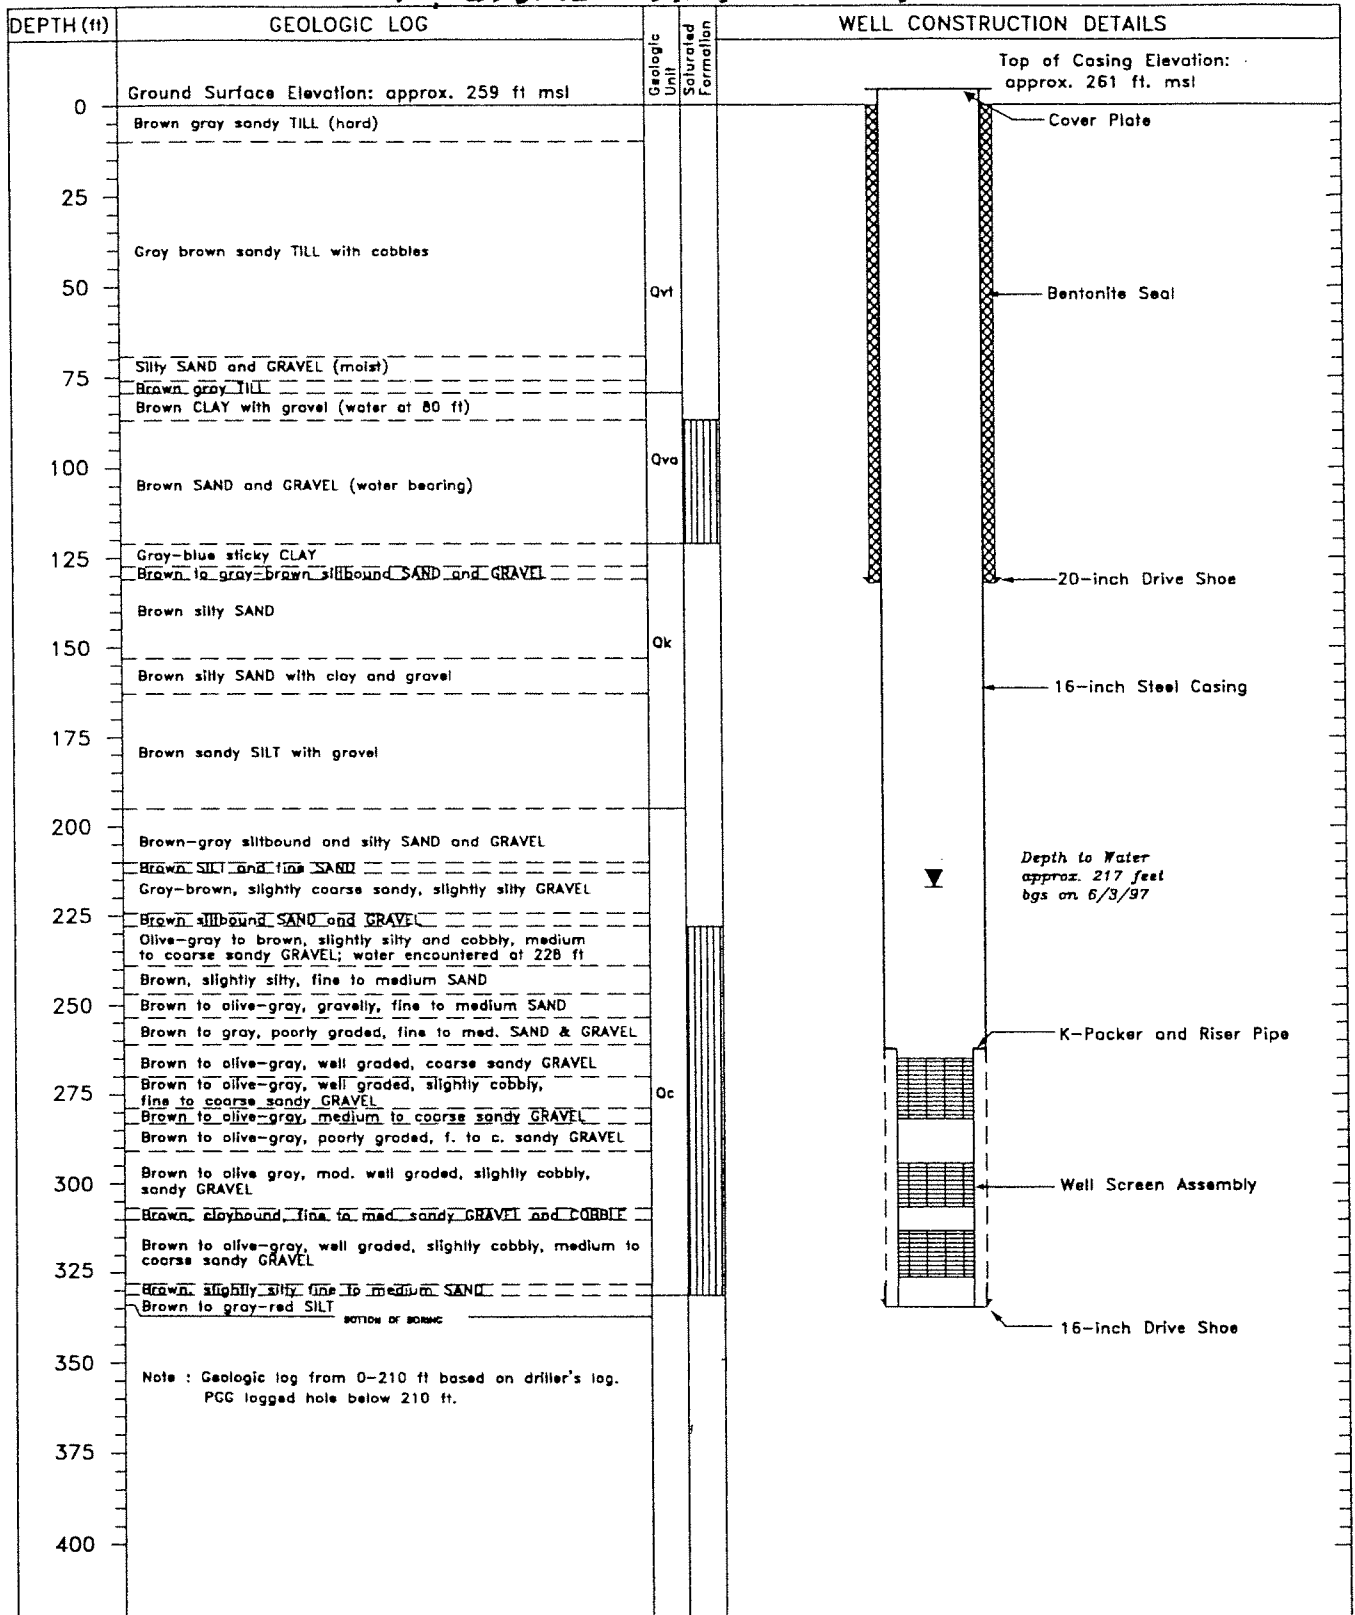 DEPTH (ft)
GEOLOGIC LOG
Geologic Unit
Saturated Formation
WELL CONSTRUCTION DETAILS
Top of Casing Elevation:
approx. 261 ft. msl
Ground Surface Elevation: approx. 259 ft msl
0
Brown gray sandy TILL (hard)
Cover Plate
25
Gray brown sandy TILL with cobbles
50
Qvt
Bentonite Seal
Silty SAND and GRAVEL (moist)
75
Brown gray TILL
Brown CLAY with gravel (water at 80 ft)
100
Qva
Brown SAND and GRAVEL (water bearing)
125
Gray-blue sticky CLAY
Brown to gray-brown siltbound SAND and GRAVEL
20-inch Drive Shoe
Brown silty SAND
150
Qk
Brown silty SAND with clay and gravel
16-inch Steel Casing
175
Brown sandy SILT with gravel
200
Brown-gray siltbound and silty SAND and GRAVEL
Brown SILT and fine SAND
Gray-brown, slightly coarse sandy, slightly silty GRAVEL
Depth to Water
approx. 217 feet
bgs on 6/3/97
225
Brown siltbound SAND and GRAVEL
Olive-gray to brown, slightly silty and cobbly, medium
to coarse sandy GRAVEL; water encountered at 228 ft
Brown, slightly silty, fine to medium SAND
250
Brown to olive-gray, gravelly, fine to medium SAND
Brown to gray, poorly graded, fine to med. SAND & GRAVEL
K-Packer and Riser Pipe
Brown to olive-gray, well graded, coarse sandy GRAVEL
275
Brown to olive-gray, well graded, slightly cobbly,
fine to coarse sandy GRAVEL
Qc
Brown to olive-gray, medium to coarse sandy GRAVEL
Brown to olive-gray, poorly graded, f. to c. sandy GRAVEL
300
Brown to olive gray, mod. well graded, slightly cobbly,
sandy GRAVEL
Well Screen Assembly
Brown, claybound, fine to med sandy GRAVEL and COBBLE
Brown to olive-gray, well graded, slightly cobbly, medium to
coarse sandy GRAVEL
325
Brown, slightly silty fine to medium SAND
Brown to gray-red SILT
BOTTOM OF BORING
16-inch Drive Shoe
350
Note : Geologic log from 0-210 ft based on driller's log.
PGG logged hole below 210 ft.
375
400